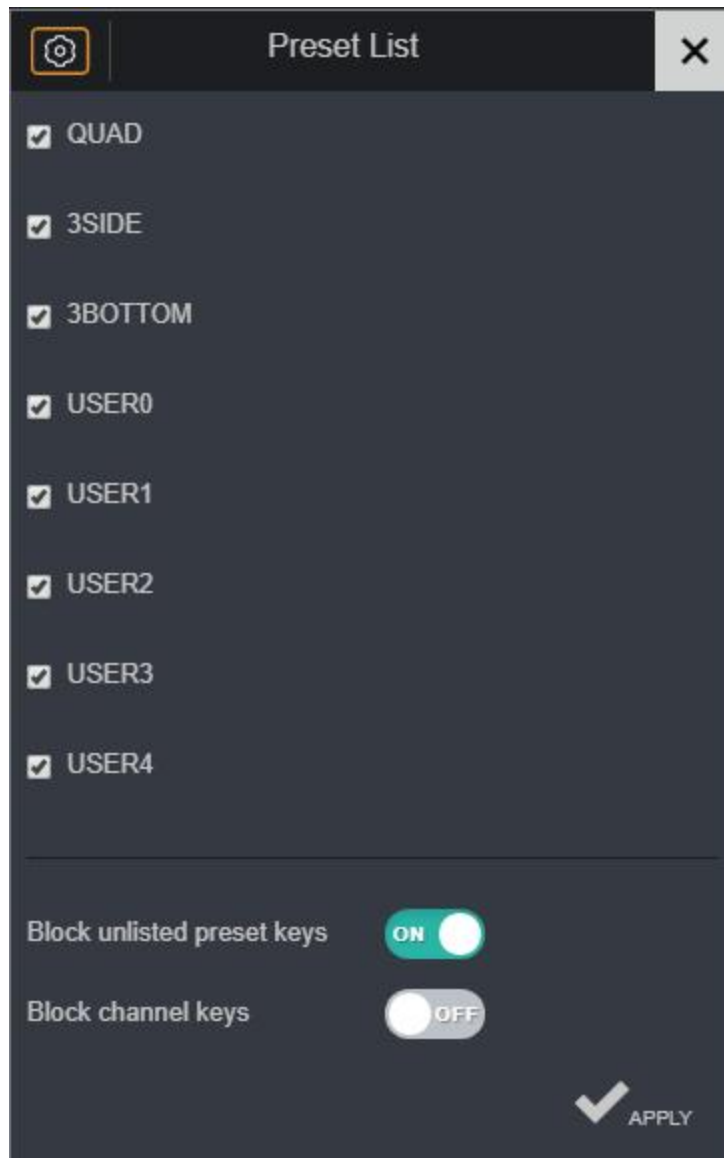 Preset List
QUAD
3SIDE
3BOTTOM
USER0
USER1
USER2
USER3
USER4
Block unlisted preset keys ON
Block channel keys OFF
APPLY